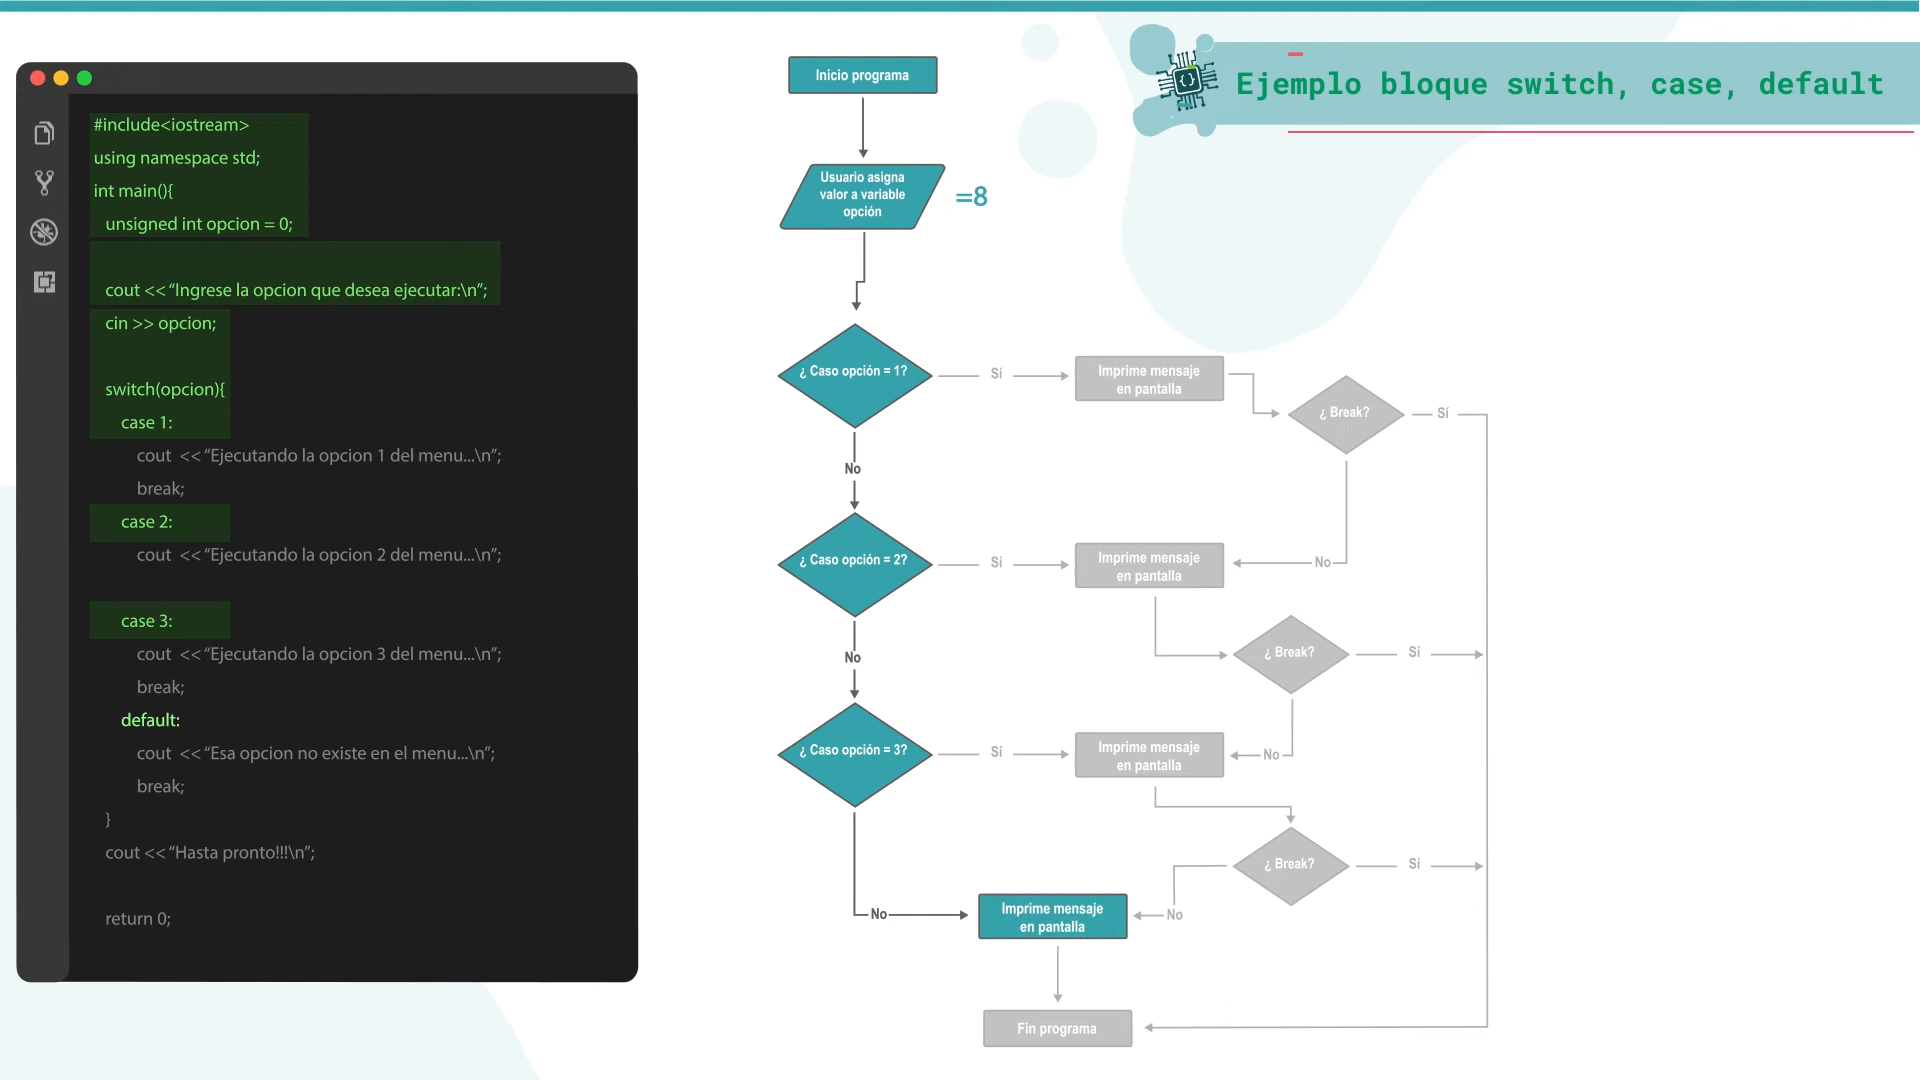 Ejemplo bloque switch, case, default
#include<iostream>
using namespace std;
int main(){
unsigned int opcion = 0;
cout << “Ingrese la opcion que desea ejecutar:\n”;
cin >> opcion;
switch(opcion){
case 1:
cout << “Ejecutando la opcion 1 del menu...\n”;
break;
case 2:
cout << “Ejecutando la opcion 2 del menu...\n”;
case 3:
cout << “Ejecutando la opcion 3 del menu...\n”;
break;
default:
cout << “Esa opcion no existe en el menu...\n”;
break;
}
cout << “Hasta pronto!!!\n”;
return 0;
Inicio programa
Usuario asigna
valor a variable
opción
=8
¿ Caso opción = 1?
Sí
Imprime mensaje
en pantalla
¿ Break?
Sí
No
No
¿ Caso opción = 2?
Sí
Imprime mensaje
en pantalla
¿ Break?
Sí
No
No
¿ Caso opción = 3?
Sí
Imprime mensaje
en pantalla
¿ Break?
Sí
No
No
Imprime mensaje
en pantalla
Fin programa